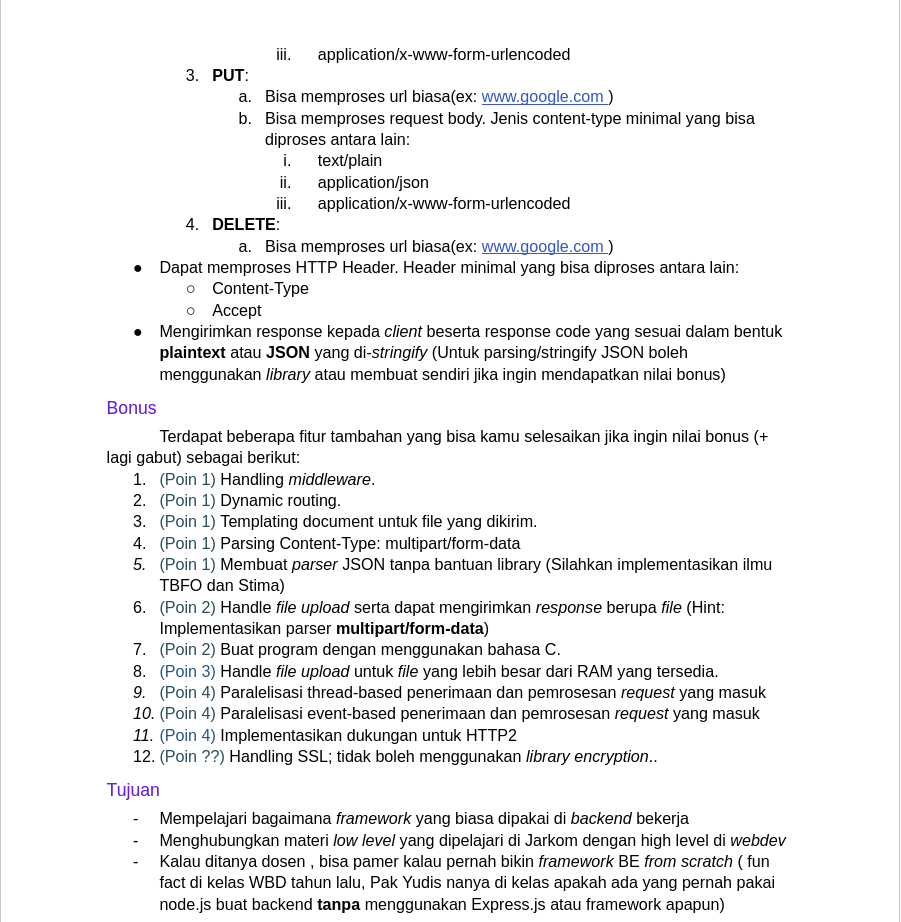 iii. application/x-www-form-urlencoded
3. PUT:
a. Bisa memproses url biasa(ex: www.google.com )
b. Bisa memproses request body. Jenis content-type minimal yang bisa
diproses antara lain:
i. text/plain
ii. application/json
iii. application/x-www-form-urlencoded
4. DELETE:
a. Bisa memproses url biasa(ex: www.google.com )
● Dapat memproses HTTP Header. Header minimal yang bisa diproses antara lain:
○ Content-Type
○ Accept
● Mengirimkan response kepada client beserta response code yang sesuai dalam bentuk
plaintext atau JSON yang di-stringify (Untuk parsing/stringify JSON boleh
menggunakan library atau membuat sendiri jika ingin mendapatkan nilai bonus)
Bonus
Terdapat beberapa fitur tambahan yang bisa kamu selesaikan jika ingin nilai bonus (+
lagi gabut) sebagai berikut:
1. (Poin 1) Handling middleware.
2. (Poin 1) Dynamic routing.
3. (Poin 1) Templating document untuk file yang dikirim.
4. (Poin 1) Parsing Content-Type: multipart/form-data
5. (Poin 1) Membuat parser JSON tanpa bantuan library (Silahkan implementasikan ilmu
TBFO dan Stima)
6. (Poin 2) Handle file upload serta dapat mengirimkan response berupa file (Hint:
Implementasikan parser multipart/form-data)
7. (Poin 2) Buat program dengan menggunakan bahasa C.
8. (Poin 3) Handle file upload untuk file yang lebih besar dari RAM yang tersedia.
9. (Poin 4) Paralelisasi thread-based penerimaan dan pemrosesan request yang masuk
10. (Poin 4) Paralelisasi event-based penerimaan dan pemrosesan request yang masuk
11. (Poin 4) Implementasikan dukungan untuk HTTP2
12. (Poin ??) Handling SSL; tidak boleh menggunakan library encryption..
Tujuan
- Mempelajari bagaimana framework yang biasa dipakai di backend bekerja
- Menghubungkan materi low level yang dipelajari di Jarkom dengan high level di webdev
- Kalau ditanya dosen , bisa pamer kalau pernah bikin framework BE from scratch ( fun
fact di kelas WBD tahun lalu, Pak Yudis nanya di kelas apakah ada yang pernah pakai
node.js buat backend tanpa menggunakan Express.js atau framework apapun)